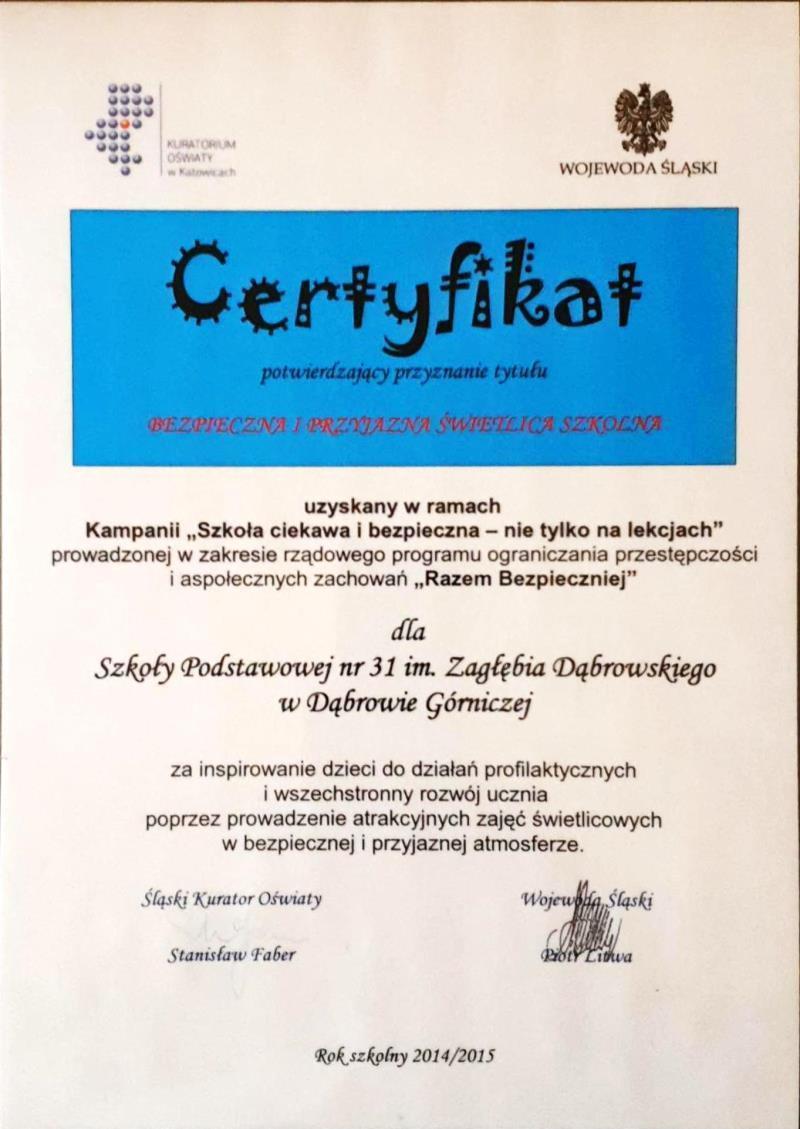 KURATORIUM
OŚWIATY
w Katowicach
WOJEWODA ŚLĄSKI
Certyfikat
potwierdzający przyznanie tytułu
BEZPIECZNA I PRZYJAZNA ŚWIETLICA SZKOLNA
uzyskany w ramach
Kampanii „Szkoła ciekawa i bezpieczna – nie tylko na lekcjach”
prowadzonej w zakresie rządowego programu ograniczania przestępczości
i aspołecznych zachowań „Razem Bezpieczniej”
dla
Szkoły Podstawowej nr 31 im. Zagłębia Dąbrowskiego
w Dąbrowie Górniczej
za inspirowanie dzieci do działań profilaktycznych
i wszechstronny rozwój ucznia
poprzez prowadzenie atrakcyjnych zajęć świetlicowych
w bezpiecznej i przyjaznej atmosferze.
Śląski Kurator Oświaty Wojewoda Śląski
Stanisław Faber Piotr Litwa
Rok szkolny 2014/2015